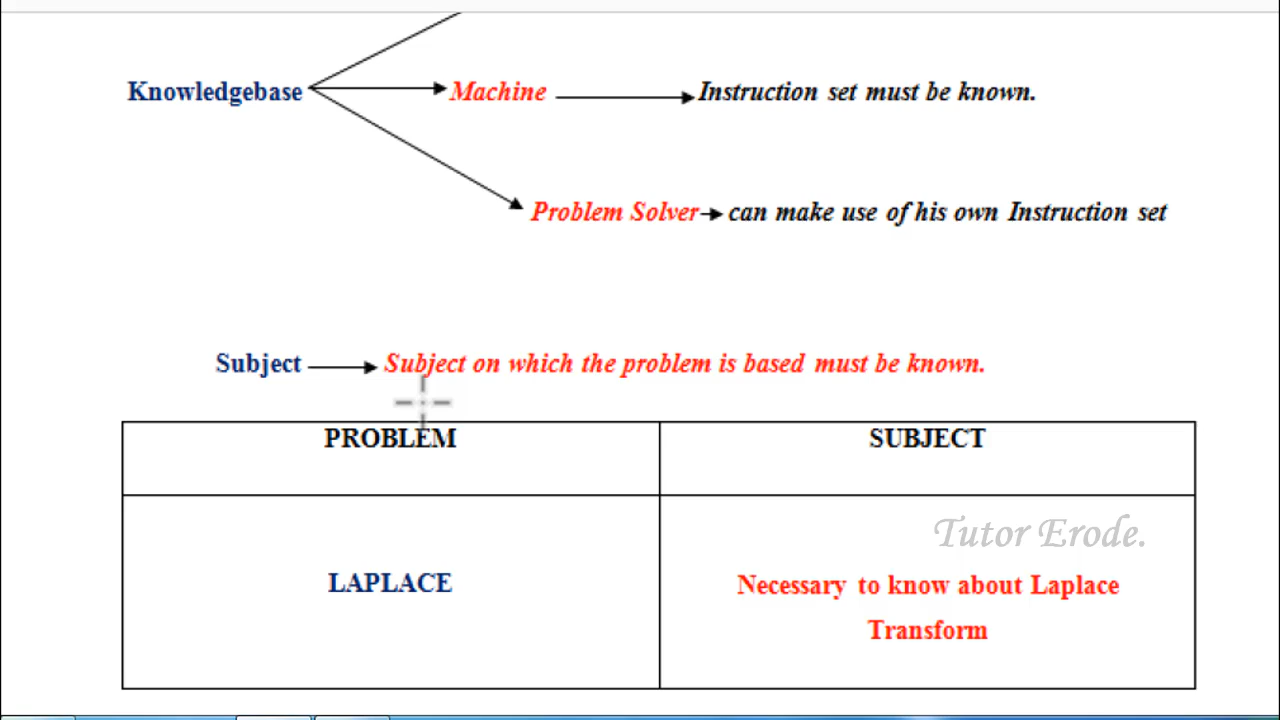 Knowledgebase Machine Instruction set must be known.
Problem Solver can make use of his own Instruction set
Subject Subject on which the problem is based must be known.
PROBLEM SUBJECT
Tutor Erode.
LAPLACE Necessary to know about Laplace
Transform